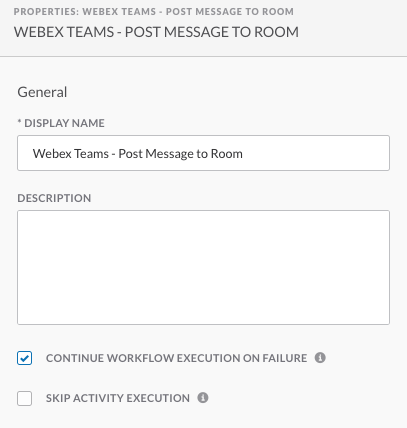 PROPERTIES: WEBEX TEAMS - POST MESSAGE TO ROOM
WEBEX TEAMS - POST MESSAGE TO ROOM
General
* DISPLAY NAME
Webex Teams - Post Message to Room
DESCRIPTION
CONTINUE WORKFLOW EXECUTION ON FAILURE
SKIP ACTIVITY EXECUTION